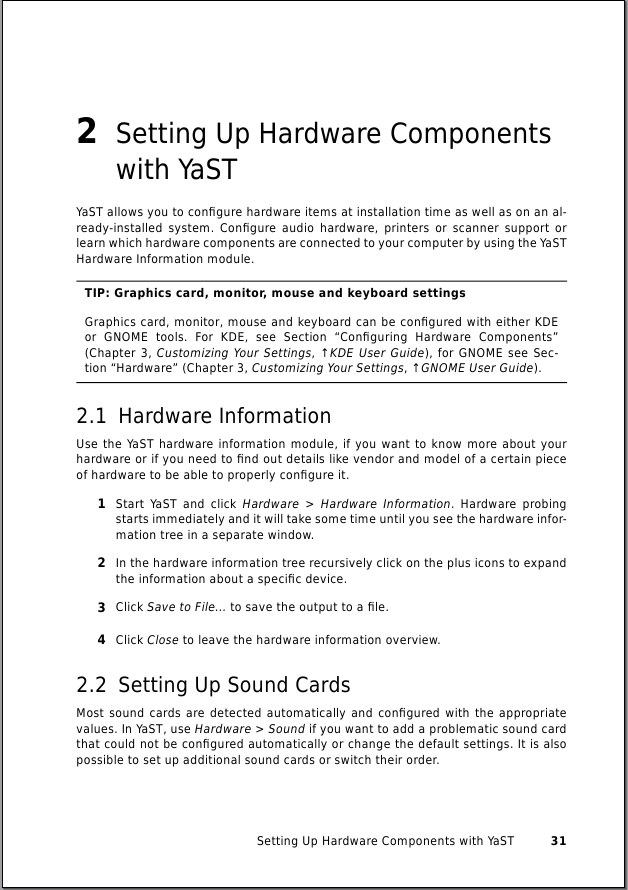 2 Setting Up Hardware Components
with YaST
YaST allows you to configure hardware items at installation time as well as on an al-
ready-installed system. Configure audio hardware, printers or scanner support or
learn which hardware components are connected to your computer by using the YaST
Hardware Information module.
TIP: Graphics card, monitor, mouse and keyboard settings
Graphics card, monitor, mouse and keyboard can be configured with either KDE
or GNOME tools. For KDE, see Section “Configuring Hardware Components”
(Chapter 3, Customizing Your Settings, ↑KDE User Guide), for GNOME see Sec-
tion “Hardware” (Chapter 3, Customizing Your Settings, ↑GNOME User Guide).
2.1 Hardware Information
Use the YaST hardware information module, if you want to know more about your
hardware or if you need to find out details like vendor and model of a certain piece
of hardware to be able to properly configure it.
1 Start YaST and click Hardware > Hardware Information. Hardware probing
starts immediately and it will take some time until you see the hardware infor-
mation tree in a separate window.
2 In the hardware information tree recursively click on the plus icons to expand
the information about a specific device.
3 Click Save to File... to save the output to a file.
4 Click Close to leave the hardware information overview.
2.2 Setting Up Sound Cards
Most sound cards are detected automatically and configured with the appropriate
values. In YaST, use Hardware > Sound if you want to add a problematic sound card
that could not be configured automatically or change the default settings. It is also
possible to set up additional sound cards or switch their order.
Setting Up Hardware Components with YaST 31